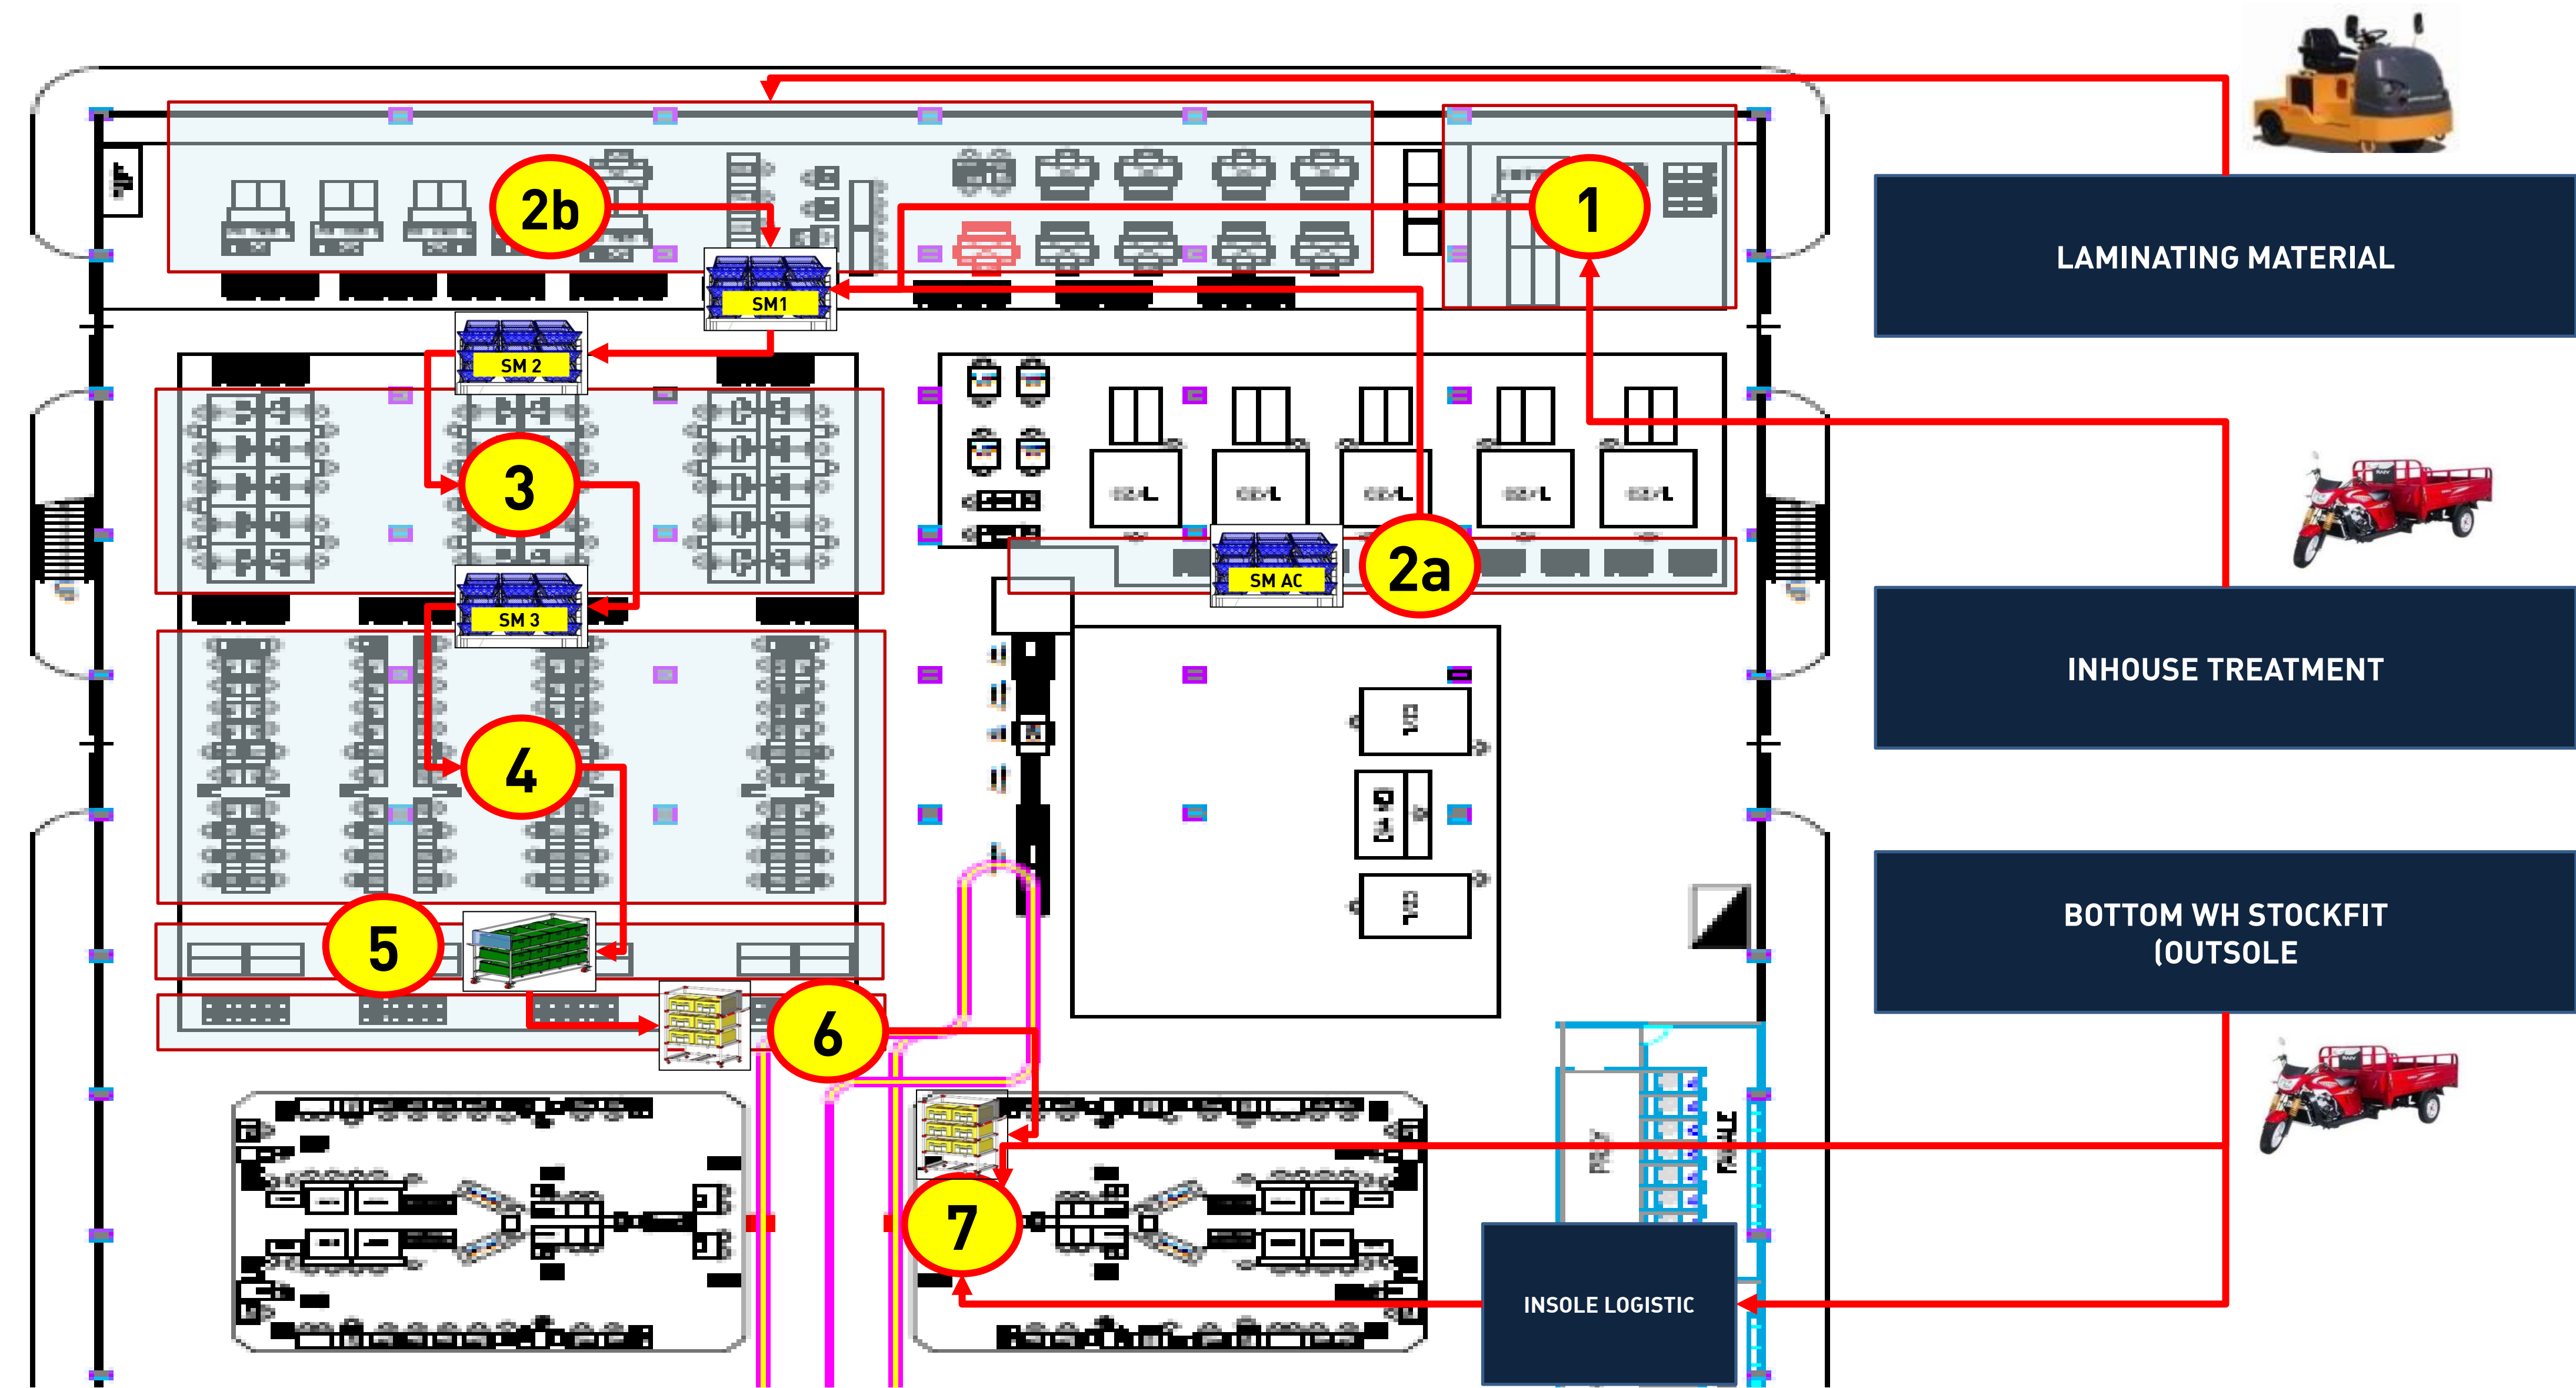 LAMINATING MATERIAL
2b
1
SM1
SM 2
3
2a
SM AC
SM 3
INHOUSE TREATMENT
4
BOTTOM WH STOCKFIT
(OUTSOLE
5
6
7
INSOLE LOGISTIC